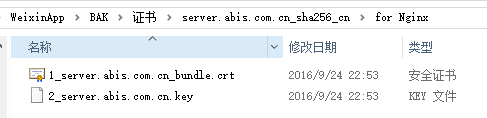 WeixinApp > BAK > 证书 > server.abis.com.cn_sha256_cn > for Nginx
名称 修改日期 类型
1_server.abis.com.cn_bundle.crt 2016/9/24 22:53 安全证书
2_server.abis.com.cn.key 2016/9/24 22:53 KEY 文件